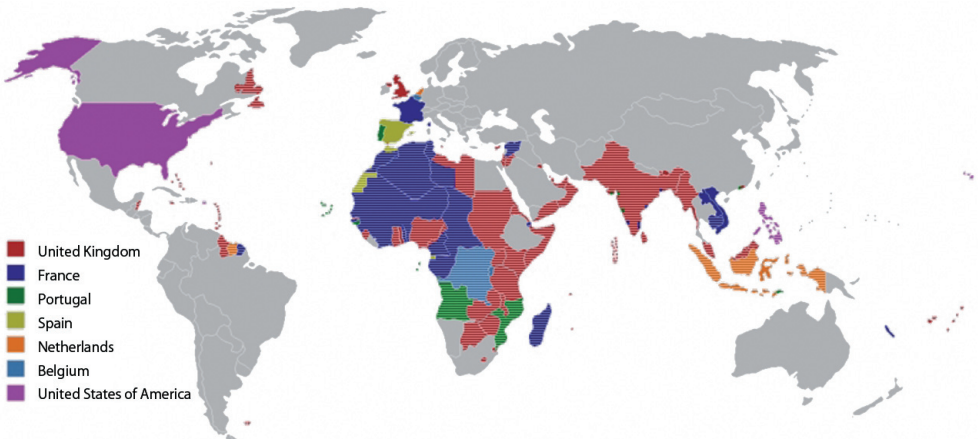 United Kingdom
France
Portugal
Spain
Netherlands
Belgium
United States of America